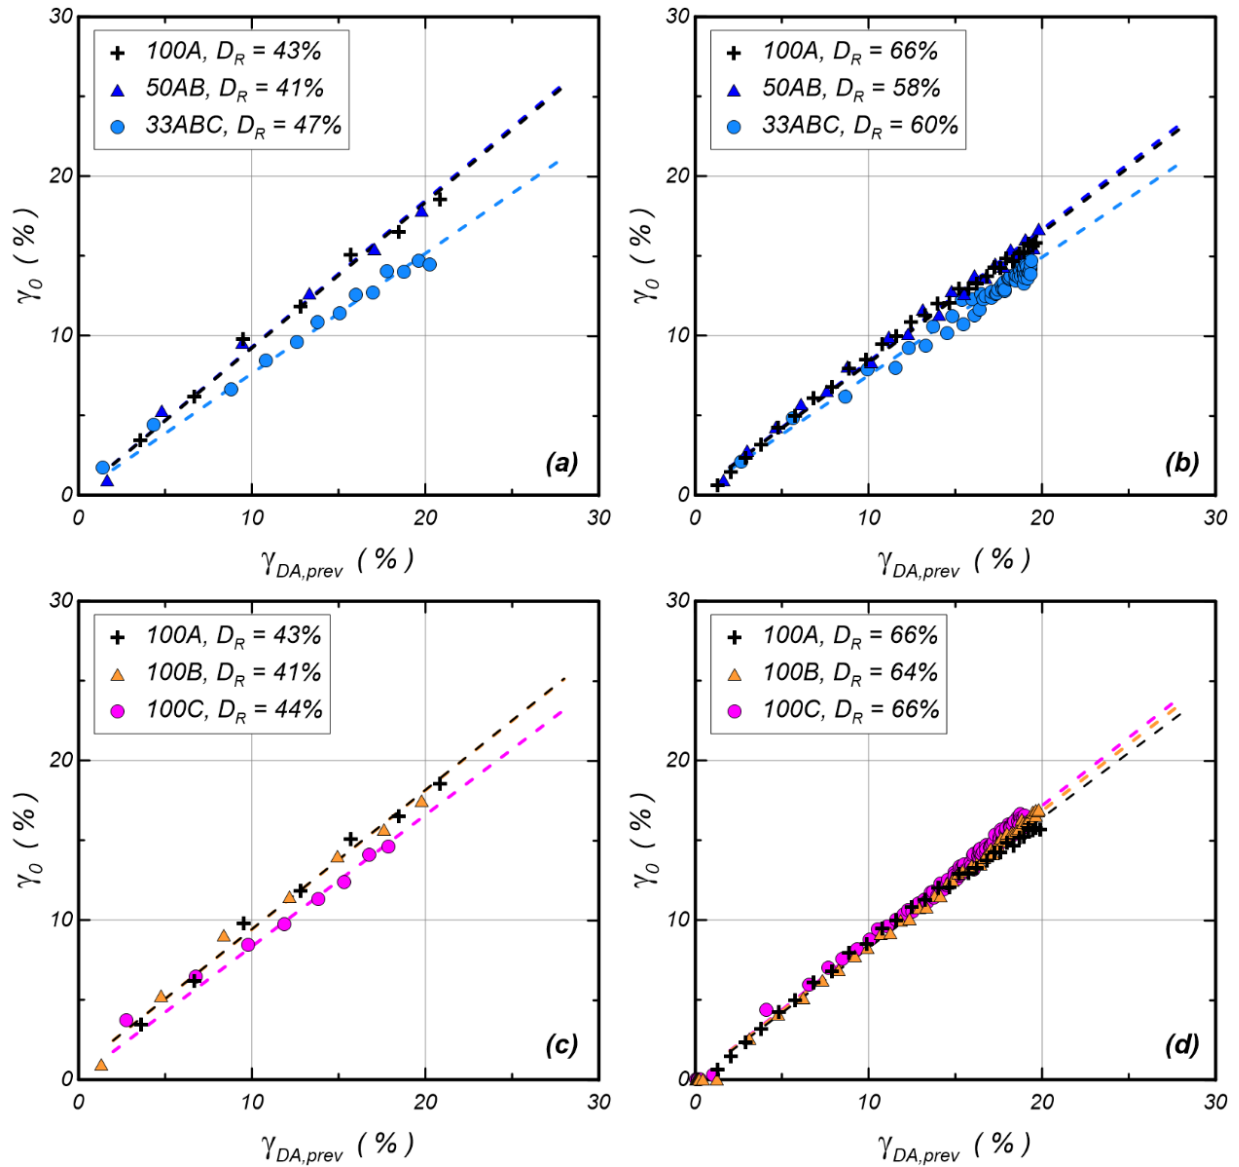 30
20
10
0
γ0 ( % )
100A, DR = 43%
50AB, DR = 41%
33ABC, DR = 47%
(a)
0 10 20 30
γDA,prev ( % )
30
20
10
0
γ0 ( % )
100A, DR = 66%
50AB, DR = 58%
33ABC, DR = 60%
(b)
0 10 20 30
γDA,prev ( % )
30
20
10
0
γ0 ( % )
100A, DR = 43%
100B, DR = 41%
100C, DR = 44%
(c)
0 10 20 30
γDA,prev ( % )
30
20
10
0
γ0 ( % )
100A, DR = 66%
100B, DR = 64%
100C, DR = 66%
(d)
0 10 20 30
γDA,prev ( % )